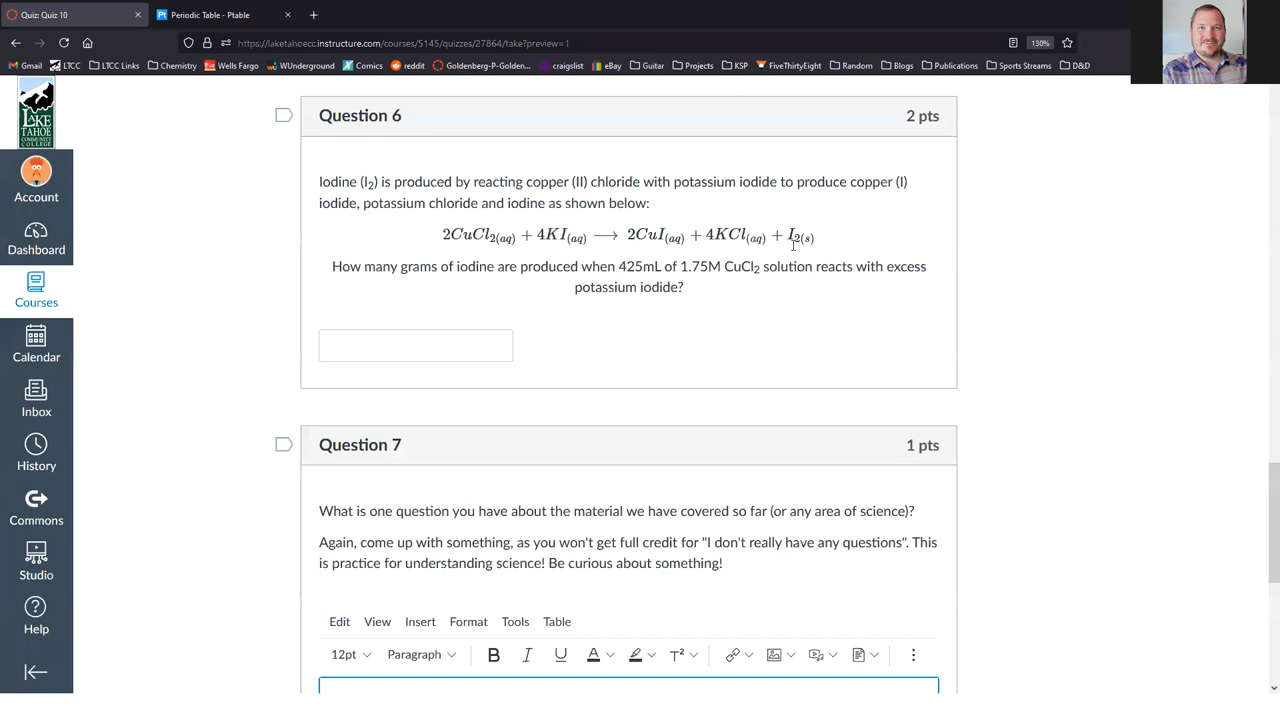 Quiz: Quiz 10
Periodic Table - Ptable
https://laketahoecc.instructure.com/courses/5145/quizzes/27864/take?preview=1
130%
Gmail LTCC LTCC Links Chemistry Wells Fargo WUnderground Comics reddit Goldenberg-P-Golden... craigslist eBay Guitar Projects KSP FiveThirtyEight Random Blogs Publications Sports Streams D&D
LAKE
TAHOE
COMMUNITY
COLLEGE
Account
Dashboard
Courses
Calendar
Inbox
History
Commons
Studio
Help
Question 6 2 pts
Iodine (I₂) is produced by reacting copper (II) chloride with potassium iodide to produce copper (I)
iodide, potassium chloride and iodine as shown below:
2CuCl₂(aq) + 4KI(aq) ⟶ 2CuI(aq) + 4KCl(aq) + I₂(s)
How many grams of iodine are produced when 425mL of 1.75M CuCl₂ solution reacts with excess
potassium iodide?
Question 7 1 pts
What is one question you have about the material we have covered so far (or any area of science)?
Again, come up with something, as you won't get full credit for "I don't really have any questions". This
is practice for understanding science! Be curious about something!
Edit View Insert Format Tools Table
12pt Paragraph B I U A T²